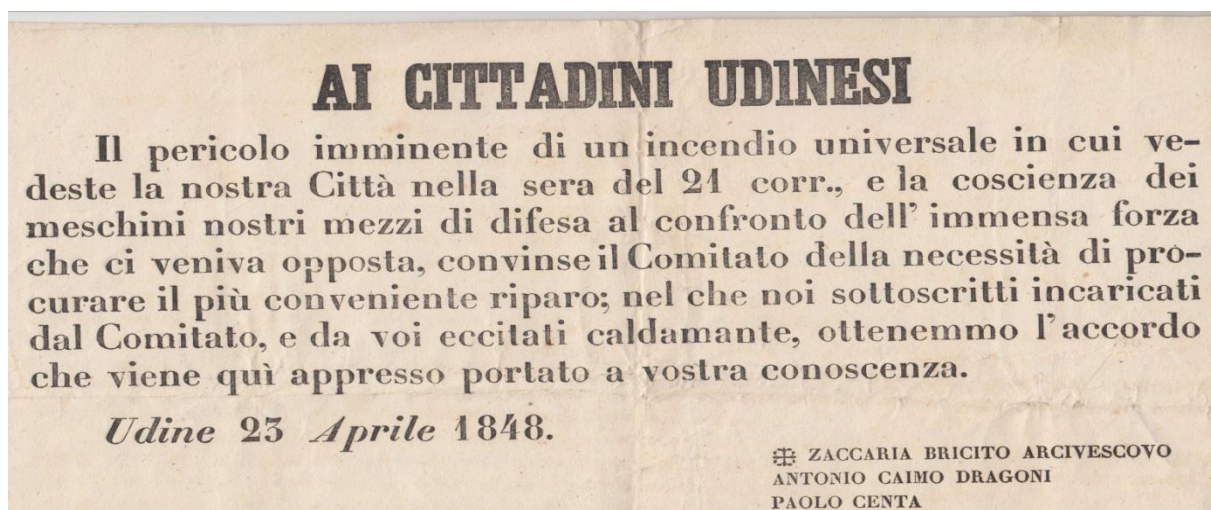 AI CITTADINI UDINESI
Il pericolo imminente di un incendio universale in cui ve-
deste la nostra Città nella sera del 21 corr., e la coscienza dei
meschini nostri mezzi di difesa al confronto dell' immensa forza
che ci veniva opposta, convinse il Comitato della necessità di pro-
curare il più conveniente riparo; nel che noi sottoscritti incaricati
dal Comitato, e da voi eccitati caldamante, ottenemmo l'accordo
che viene quì appresso portato a vostra conoscenza.
Udine 23 Aprile 1848.
✠ ZACCARIA BRICITO ARCIVESCOVO
ANTONIO CAIMO DRAGONI
PAOLO CENTA